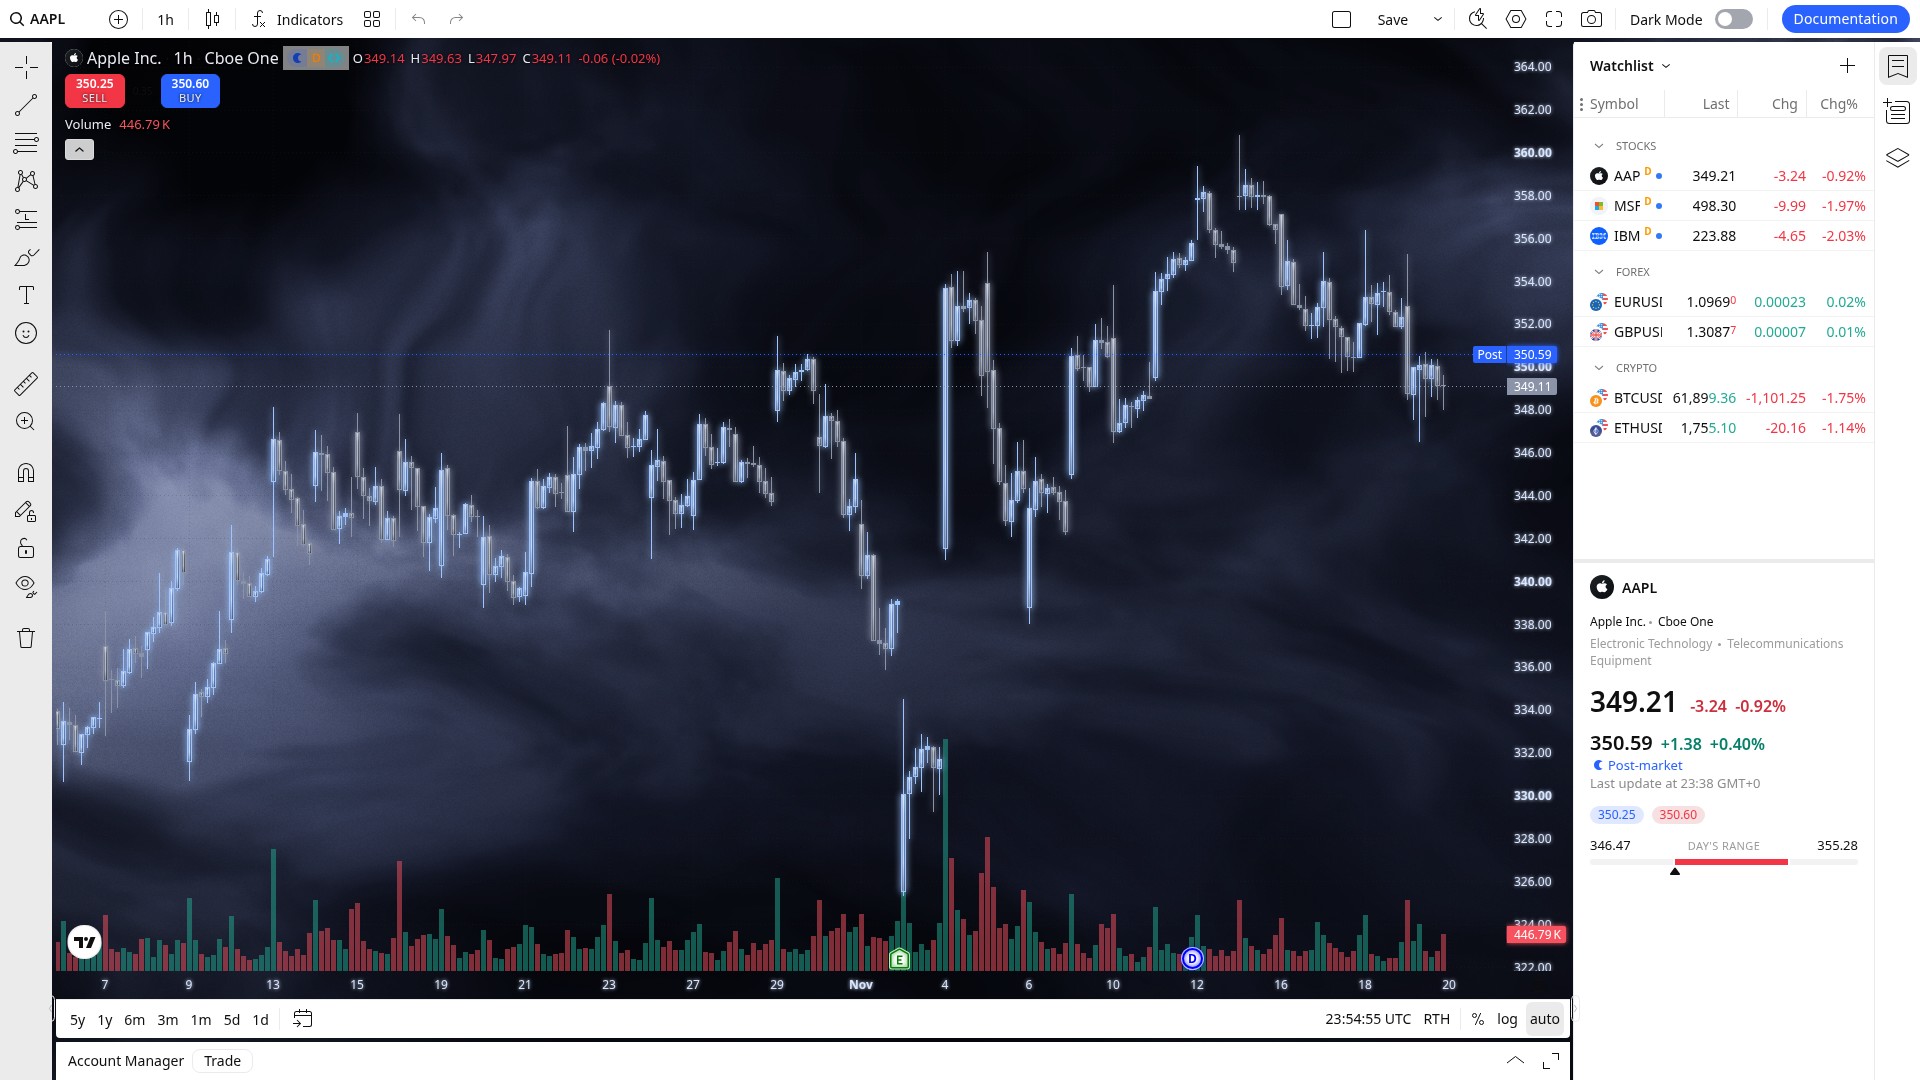 AAPL
1h
Indicators
Save
Dark Mode
Documentation
Apple Inc. 1h Cboe One
D
O349.14 H349.63 L347.97 C349.11 -0.06 (-0.02%)
350.25
SELL
350.60
BUY
Volume 446.79 K
364.00
362.00
360.00
358.00
356.00
354.00
352.00
Post 350.59
350.00
349.11
348.00
346.00
344.00
342.00
340.00
338.00
336.00
334.00
332.00
330.00
328.00
326.00
324.00
446.79 K
322.00
E
D
7 9 13 15 19 21 23 27 29 Nov 4 6 10 12 16 18 20
5y 1y 6m 3m 1m 5d 1d
23:54:55 UTC RTH % log auto
Account Manager Trade
Watchlist
Symbol Last Chg Chg%
STOCKS
AAP D 349.21 -3.24 -0.92%
MSF D 498.30 -9.99 -1.97%
IBM D 223.88 -4.65 -2.03%
FOREX
EURUSI 1.09690 0.00023 0.02%
GBPUSI 1.30877 0.00007 0.01%
CRYPTO
BTCUSI 61,899.36 -1,101.25 -1.75%
ETHUSI 1,755.10 -20.16 -1.14%
AAPL
Apple Inc. • Cboe One
Electronic Technology • Telecommunications
Equipment
349.21 -3.24 -0.92%
350.59 +1.38 +0.40%
Post-market
Last update at 23:38 GMT+0
350.25 350.60
346.47 DAY'S RANGE 355.28